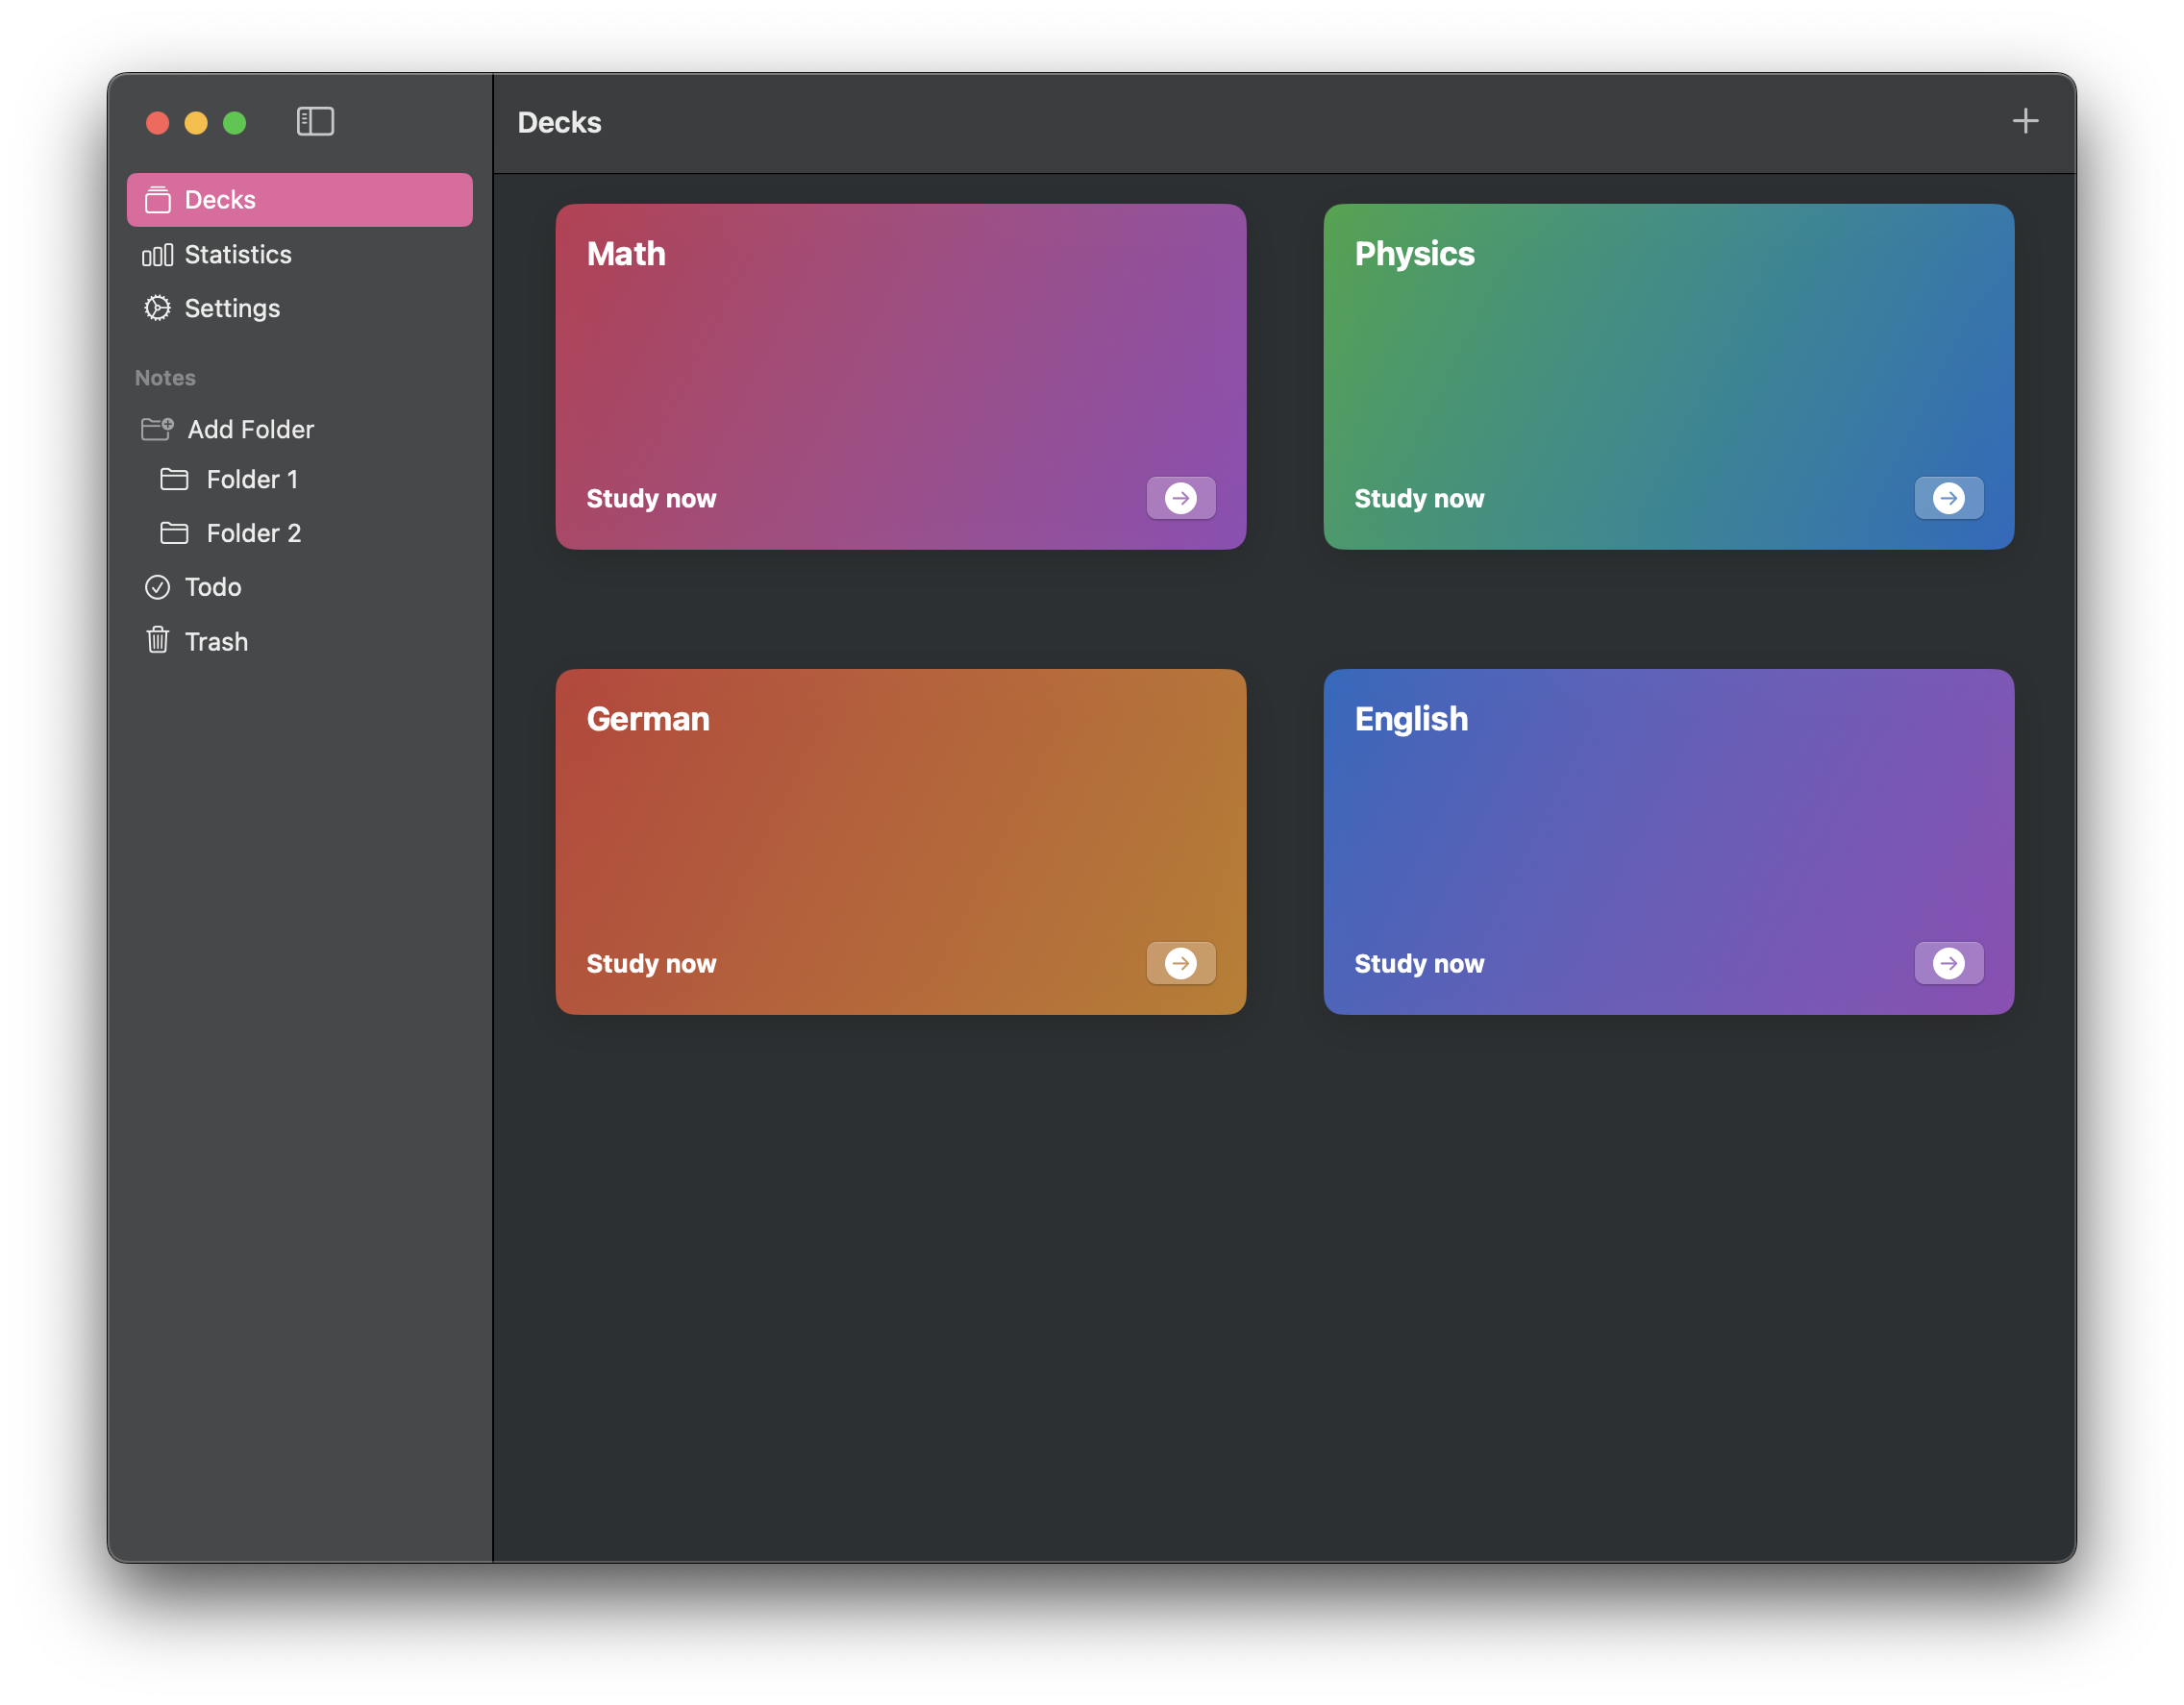 Decks
Statistics
Settings
Notes
Add Folder
Folder 1
Folder 2
Todo
Trash
Decks
Math
Study now
Physics
Study now
German
Study now
English
Study now